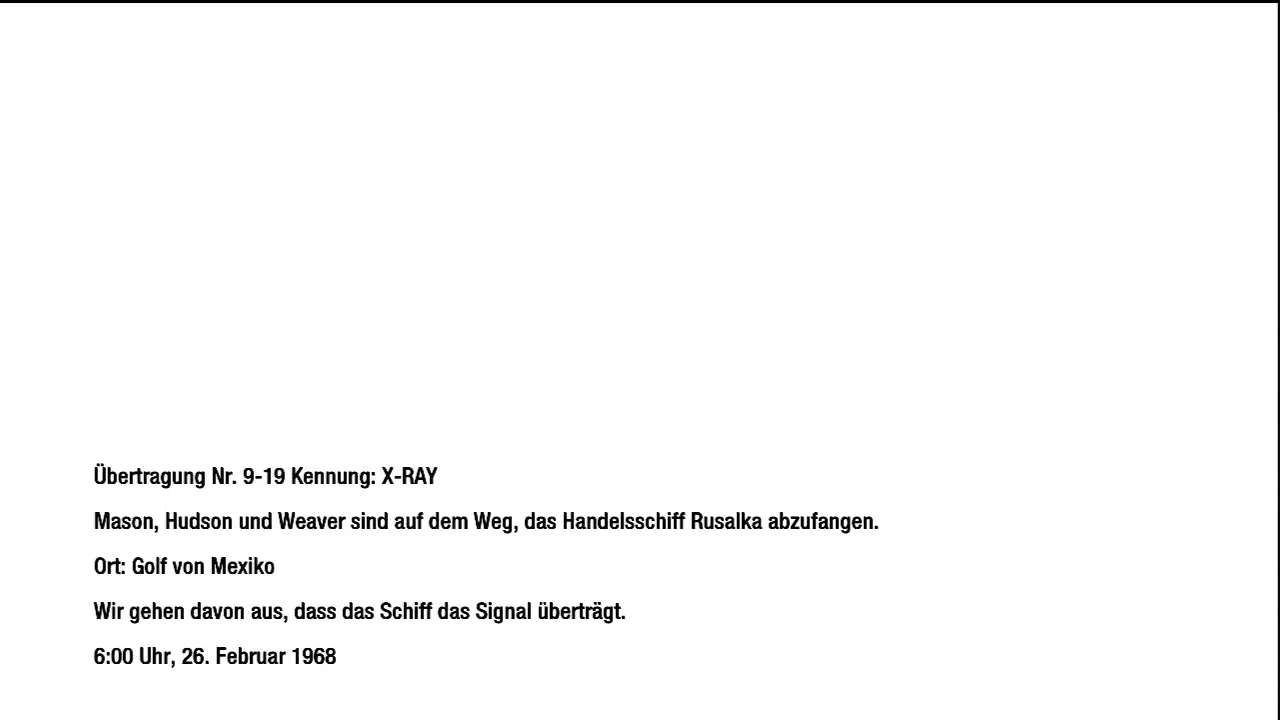 Übertragung Nr. 9-19 Kennung: X-RAY
Mason, Hudson und Weaver sind auf dem Weg, das Handelsschiff Rusalka abzufangen.
Ort: Golf von Mexiko
Wir gehen davon aus, dass das Schiff das Signal überträgt.
6:00 Uhr, 26. Februar 1968